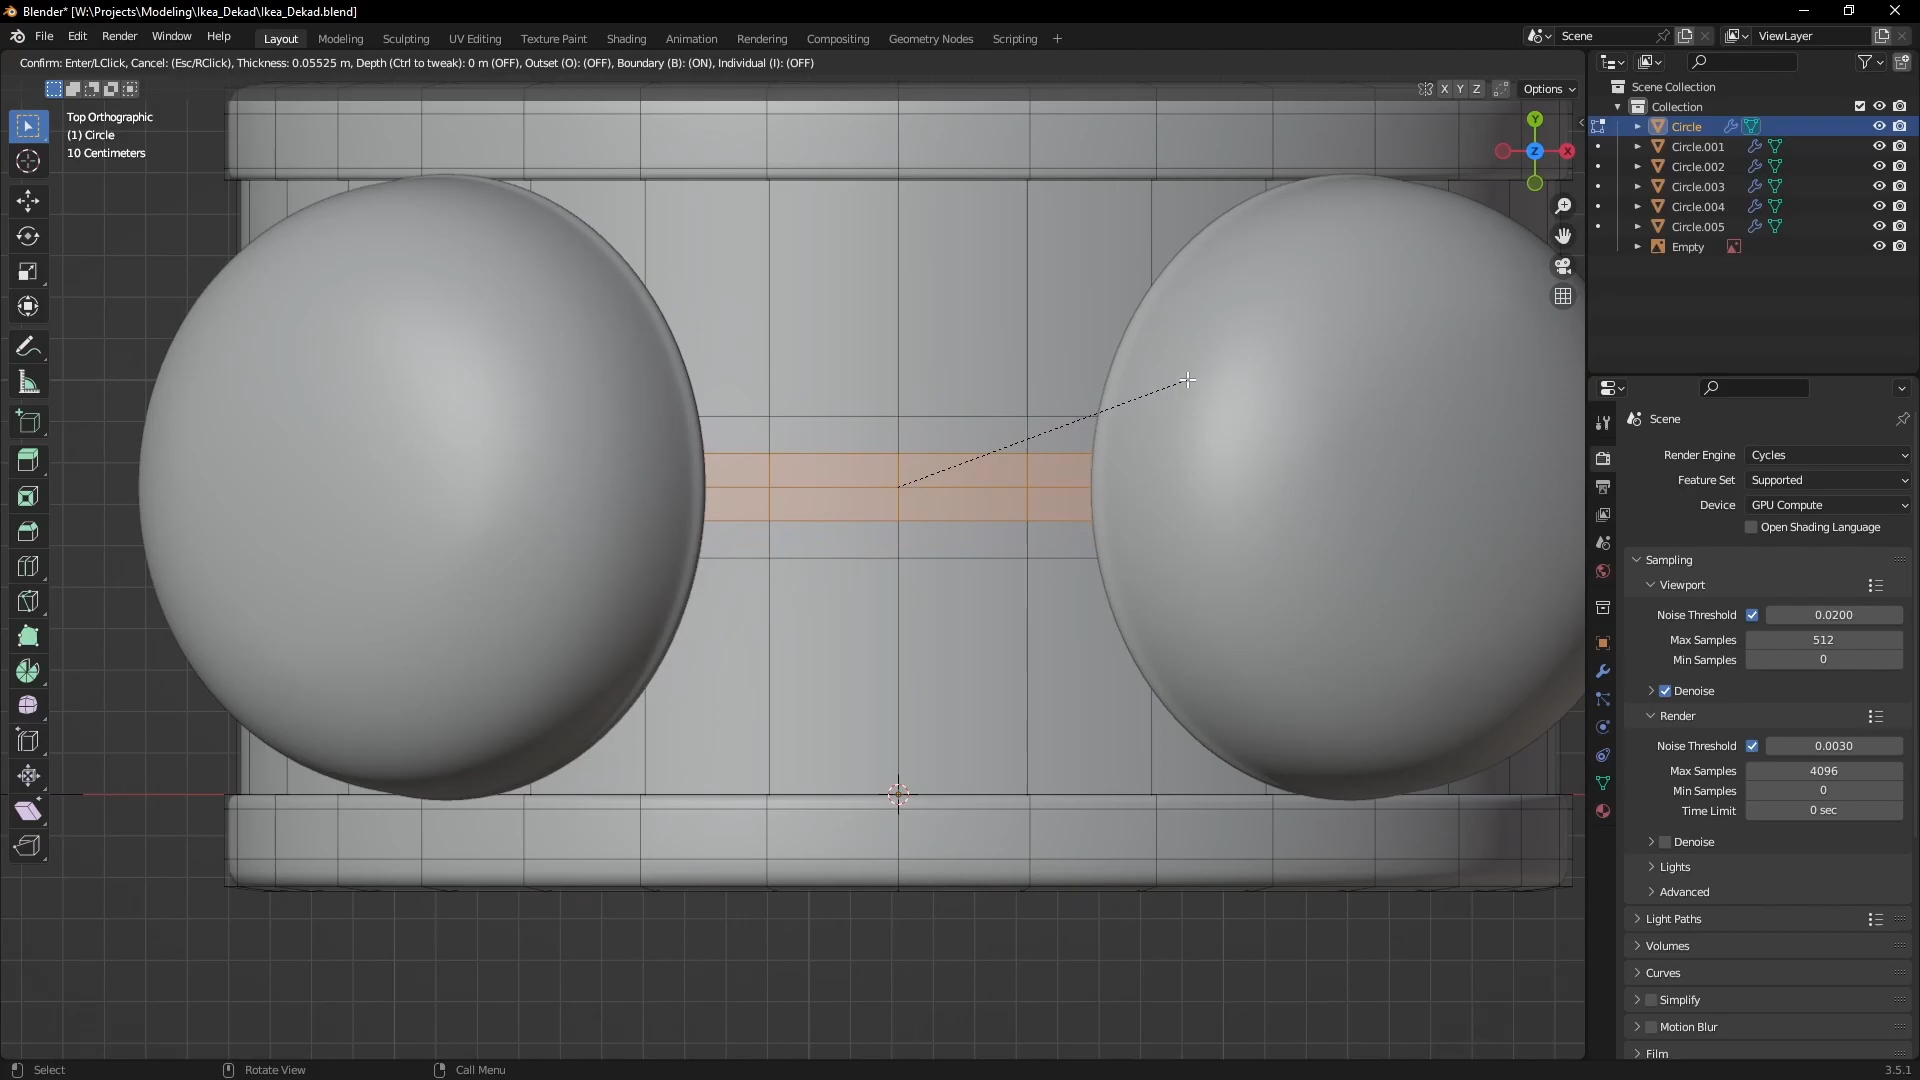 Blender* [W:\Projects\Modeling\Ikea_Dekad\Ikea_Dekad.blend]
File Edit Render Window Help Layout Modeling Sculpting UV Editing Texture Paint Shading Animation Rendering Compositing Geometry Nodes Scripting + Scene ViewLayer
Confirm: Enter/LClick, Cancel: (Esc/RClick), Thickness: 0.05525 m, Depth (Ctrl to tweak): 0 m (OFF), Outset (O): (OFF), Boundary (B): (ON), Individual (I): (OFF)
X Y Z Options
Top Orthographic
(1) Circle
10 Centimeters
Y
Z
X
Scene Collection
Collection
Circle
Circle.001
Circle.002
Circle.003
Circle.004
Circle.005
Empty
Scene
Render Engine Cycles
Feature Set Supported
Device GPU Compute
Open Shading Language
Sampling
Viewport
Noise Threshold 0.0200
Max Samples 512
Min Samples 0
Denoise
Render
Noise Threshold 0.0030
Max Samples 4096
Min Samples 0
Time Limit 0 sec
Denoise
Lights
Advanced
Light Paths
Volumes
Curves
Simplify
Motion Blur
Film
Select Rotate View Call Menu 3.5.1